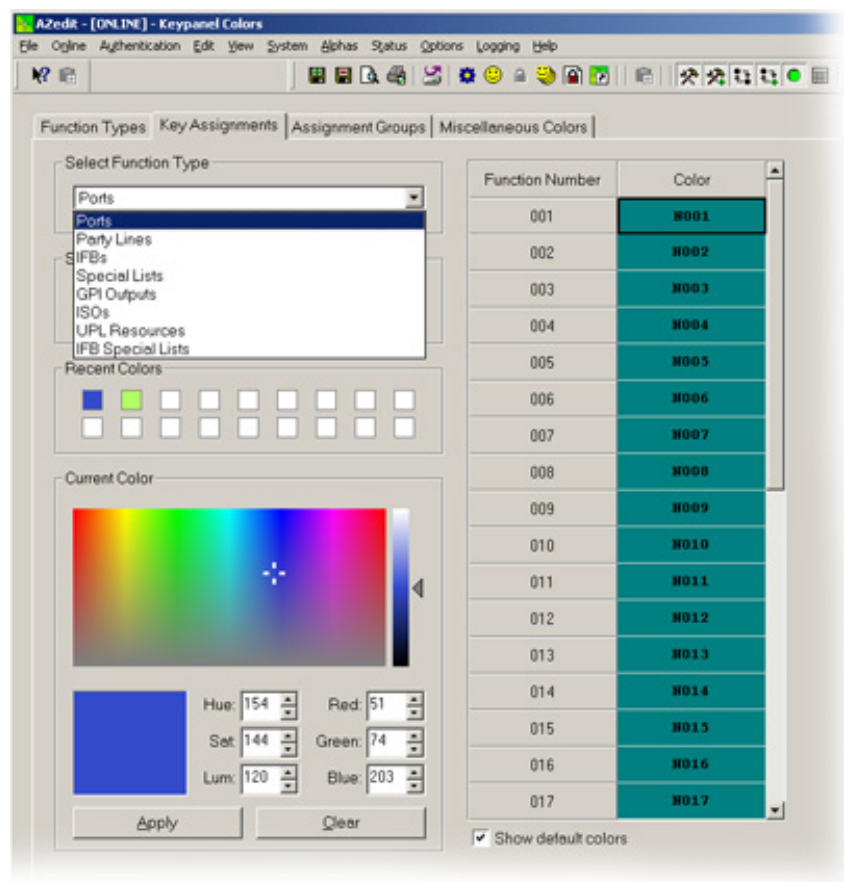 AZedit - [ONLINE] - Keypanel Colors
File Online Authentication Edit View System Alphas Status Options Logging Help
Function Types Key Assignments Assignment Groups Miscellaneous Colors
Select Function Type
Ports
Ports
Party Lines
IFBs
Special Lists
GPI Outputs
ISOs
UPL Resources
IFB Special Lists
Recent Colors
Current Color
Hue: 154 Red: 51
Sat: 144 Green: 74
Lum: 120 Blue: 203
Apply Clear
Function Number Color
001 N001
002 N002
003 N003
004 N004
005 N005
006 N006
007 N007
008 N008
009 N009
010 N010
011 N011
012 N012
013 N013
014 N014
015 N015
016 N016
017 N017
Show default colors